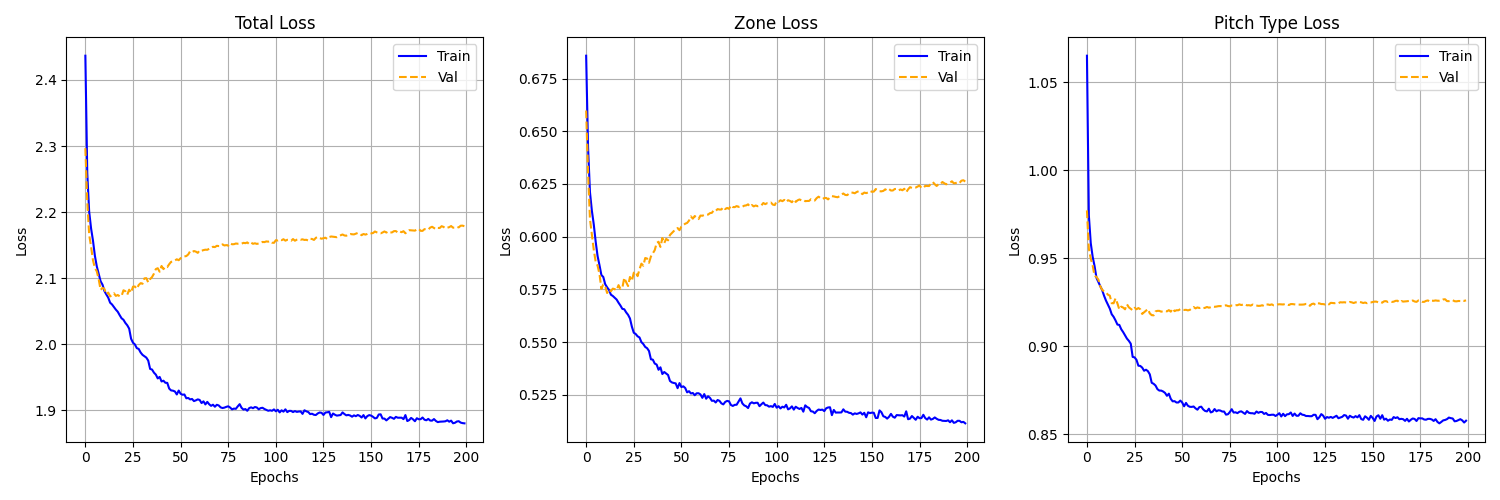 Total Loss
Train
Val
2.4
2.3
2.2
2.1
2.0
1.9
Loss
0 25 50 75 100 125 150 175 200
Epochs
Zone Loss
Train
Val
0.675
0.650
0.625
0.600
0.575
0.550
0.525
Loss
0 25 50 75 100 125 150 175 200
Epochs
Pitch Type Loss
Train
Val
1.05
1.00
0.95
0.90
0.85
Loss
0 25 50 75 100 125 150 175 200
Epochs